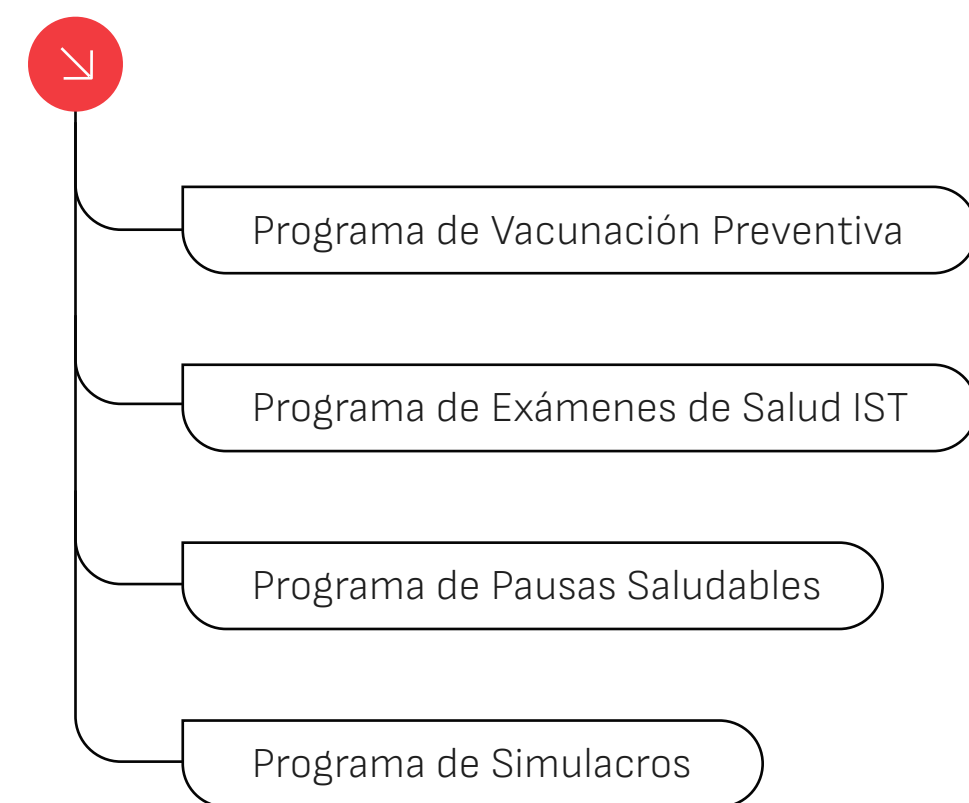 Programa de Vacunación Preventiva
Programa de Exámenes de Salud IST
Programa de Pausas Saludables
Programa de Simulacros